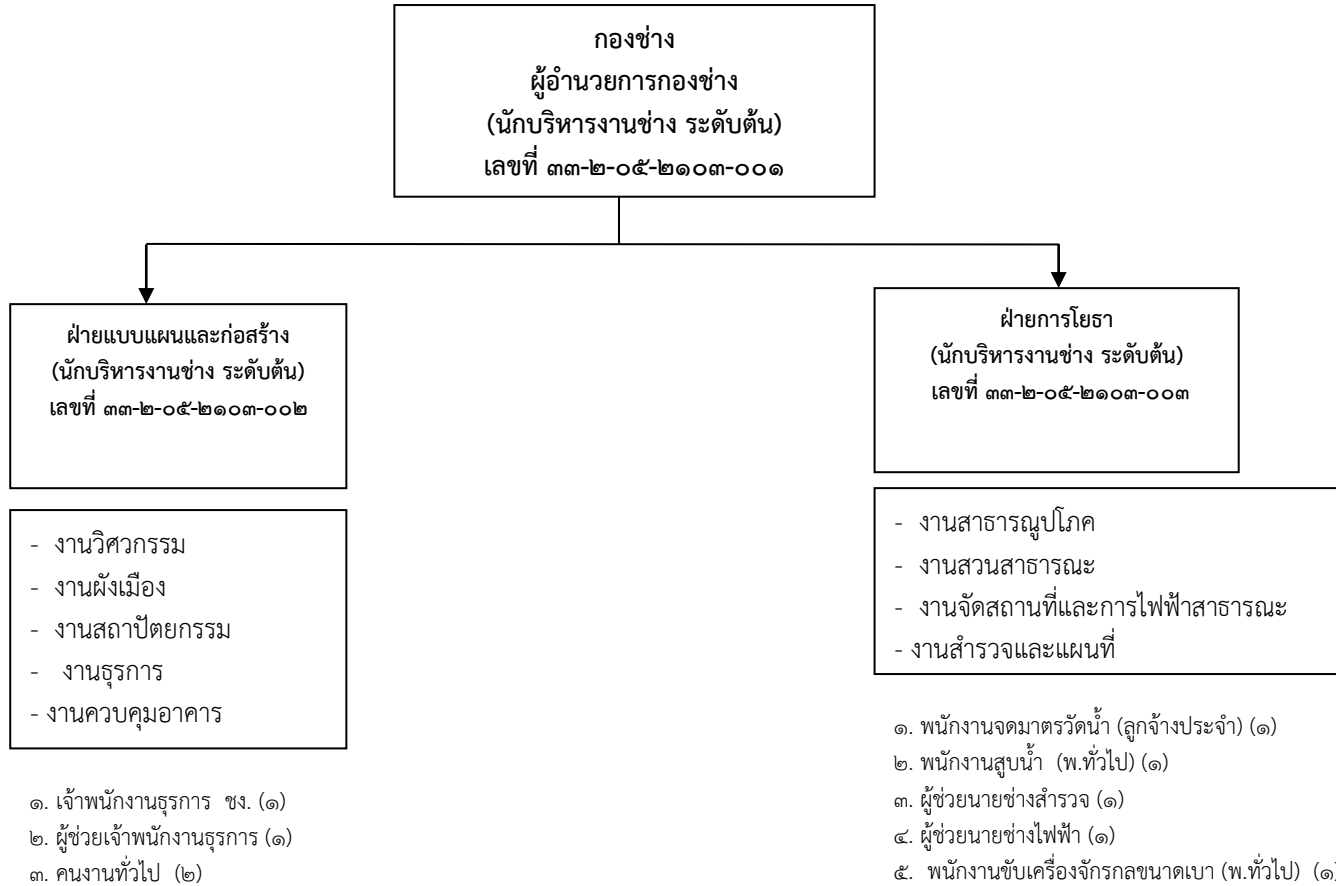 กองช่าง
ผู้อำนวยการกองช่าง
(นักบริหารงานช่าง ระดับต้น)
เลขที่ ๓๓-๒-๐๕-๒๑๐๓-๐๐๑
ฝ่ายแบบแผนและก่อสร้าง
(นักบริหารงานช่าง ระดับต้น)
เลขที่ ๓๓-๒-๐๕-๒๑๐๓-๐๐๒
- งานวิศวกรรม
- งานผังเมือง
- งานสถาปัตยกรรม
- งานธุรการ
- งานควบคุมอาคาร
๑. เจ้าพนักงานธุรการ ชง. (๑)
๒. ผู้ช่วยเจ้าพนักงานธุรการ (๑)
๓. คนงานทั่วไป (๒)
ฝ่ายการโยธา
(นักบริหารงานช่าง ระดับต้น)
เลขที่ ๓๓-๒-๐๕-๒๑๐๓-๐๐๓
- งานสาธารณูปโภค
- งานสวนสาธารณะ
- งานจัดสถานที่และการไฟฟ้าสาธารณะ
- งานสำรวจและแผนที่
๑. พนักงานจดมาตรวัดน้ำ (ลูกจ้างประจำ) (๑)
๒. พนักงานสูบน้ำ (พ.ทั่วไป) (๑)
๓. ผู้ช่วยนายช่างสำรวจ (๑)
๔. ผู้ช่วยนายช่างไฟฟ้า (๑)
๕. พนักงานขับเครื่องจักรกลขนาดเบา (พ.ทั่วไป) (๑)